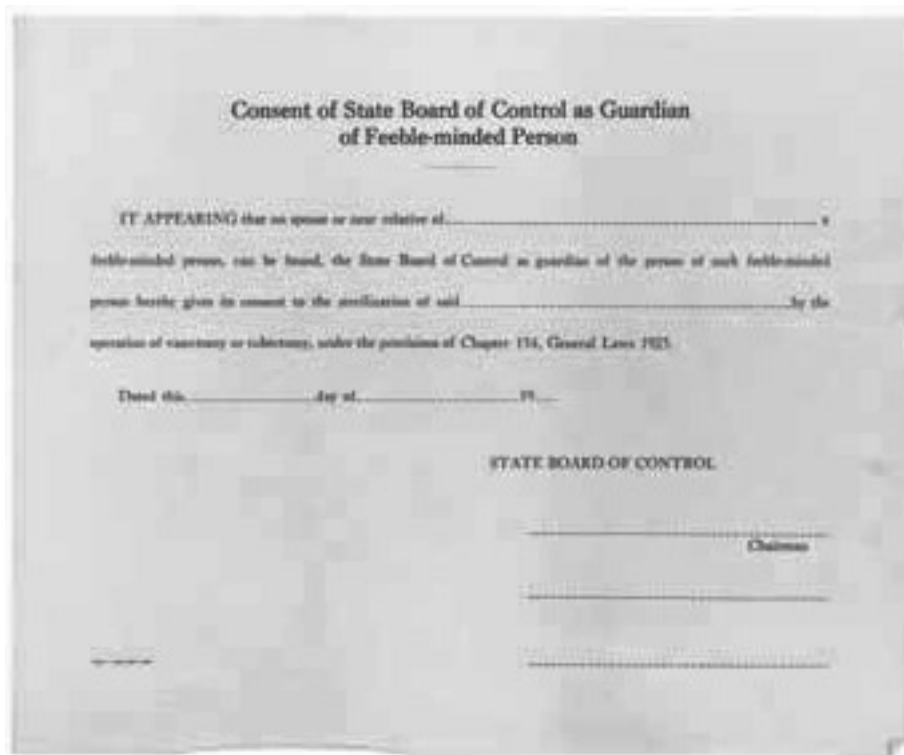 Consent of State Board of Control as Guardian
of Feeble-minded Person
IT APPEARING that no spouse or near relative of a
feeble-minded person, can be found, the State Board of Control as guardian of the person of such feeble-minded
person hereby gives its consent to the sterilization of said by the
operation of vasectomy or tubectomy, under the provisions of Chapter 154, General Laws 1925.
Dated this day of 19
STATE BOARD OF CONTROL
Chairman